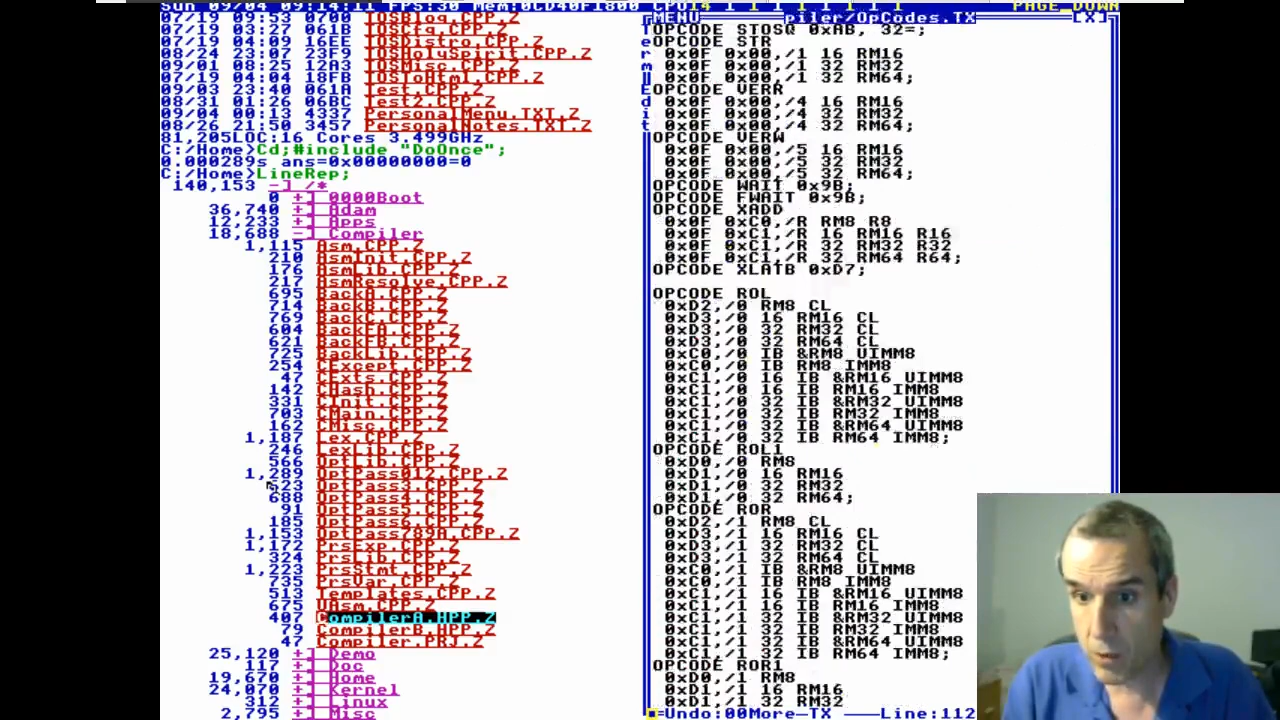 Sun 09/04 09:14:11 FPS:30 Mem:0CD40F1800 CPU14 1 1 1 1 1 1 1 PAGE_DOWN
07/19 09:53 0700 TOSBlog.CPP.Z
07/19 03:27 061B TOSCfg.CPP.Z
07/19 04:09 16EE TOSDistro.CPP.Z
08/24 23:07 23F9 TOSHolySpirit.CPP.Z
09/01 08:25 12A3 TOSMisc.CPP.Z
07/19 04:04 18FB TOSToHtml.CPP.Z
09/03 23:40 061A Test.CPP.Z
08/31 01:26 06BC Test2.CPP.Z
09/04 00:13 4337 PersonalMenu.TXT.Z
08/26 21:50 3457 PersonalNotes.TXT.Z
81,205LOC:16 Cores 3.499GHz
C:/Home>Cd;#include "DoOnce";
0.000289s ans=0x00000000=0
C:/Home>LineRep;
140,153 -] /*
0 +] 0000Boot
36,740 +] Adam
12,233 +] Apps
18,688 -] Compiler
1,115 Asm.CPP.Z
210 AsmInit.CPP.Z
176 AsmLib.CPP.Z
217 AsmResolve.CPP.Z
695 BackA.CPP.Z
714 BackB.CPP.Z
769 BackC.CPP.Z
604 BackFA.CPP.Z
621 BackFB.CPP.Z
725 BackLib.CPP.Z
254 CExcept.CPP.Z
47 CExts.CPP.Z
142 CHash.CPP.Z
331 CInit.CPP.Z
703 CMain.CPP.Z
162 CMisc.CPP.Z
1,187 Lex.CPP.Z
246 LexLib.CPP.Z
566 OptLib.CPP.Z
1,289 OptPass012.CPP.Z
OptPass3.CPP.Z
688 OptPass4.CPP.Z
91 OptPass5.CPP.Z
185 OptPass6.CPP.Z
1,153 OptPass789A.CPP.Z
1,172 PrsExp.CPP.Z
324 PrsLib.CPP.Z
1,223 PrsStmt.CPP.Z
735 PrsVar.CPP.Z
513 Templates.CPP.Z
675 UAsm.CPP.Z
407 CompilerA.HPP.Z
79 CompilerB.HPP.Z
47 Compiler.PRJ.Z
25,120 +] Demo
117 +] Doc
19,670 +] Home
24,070 +] Kernel
312 +] Linux
2,795 +] Misc
MENU piler/OpCodes.TX [X]
TermEdit
OPCODE STOSQ 0xAB, 32=;
OPCODE STR
0x0F 0x00,/1 16 RM16
0x0F 0x00,/1 32 RM32
0x0F 0x00,/1 32 RM64;
OPCODE VERR
0x0F 0x00,/4 16 RM16
0x0F 0x00,/4 32 RM32
0x0F 0x00,/4 32 RM64;
OPCODE VERW
0x0F 0x00,/5 16 RM16
0x0F 0x00,/5 32 RM32
0x0F 0x00,/5 32 RM64;
OPCODE WAIT 0x9B;
OPCODE FWAIT 0x9B;
OPCODE XADD
0x0F 0xC0,/R RM8 R8
0x0F 0xC1,/R 16 RM16 R16
0x0F 0xC1,/R 32 RM32 R32
0x0F 0xC1,/R 32 RM64 R64;
OPCODE XLATB 0xD7;
OPCODE ROL
0xD2,/0 RM8 CL
0xD3,/0 16 RM16 CL
0xD3,/0 32 RM32 CL
0xD3,/0 32 RM64 CL
0xC0,/0 IB &RM8 UIMM8
0xC0,/0 IB RM8 IMM8
0xC1,/0 16 IB &RM16 UIMM8
0xC1,/0 16 IB RM16 IMM8
0xC1,/0 32 IB &RM32 UIMM8
0xC1,/0 32 IB RM32 IMM8
0xC1,/0 32 IB &RM64 UIMM8
0xC1,/0 32 IB RM64 IMM8;
OPCODE ROL1
0xD0,/0 RM8
0xD1,/0 16 RM16
0xD1,/0 32 RM32
0xD1,/0 32 RM64;
OPCODE ROR
0xD2,/1 RM8 CL
0xD3,/1 16 RM16 CL
0xD3,/1 32 RM32 CL
0xD3,/1 32 RM64 CL
0xC0,/1 IB &RM8 UIMM8
0xC0,/1 IB RM8 IMM8
0xC1,/1 16 IB &RM16 UIMM8
0xC1,/1 16 IB RM16 IMM8
0xC1,/1 32 IB &RM32 UIMM8
0xC1,/1 32 IB RM32 IMM8
0xC1,/1 32 IB &RM64 UIMM8
0xC1,/1 32 IB RM64 IMM8;
OPCODE ROR1
0xD0,/1 RM8
0xD1,/1 16 RM16
0xD1,/1 32 RM32
Undo:00More—TX Line:112